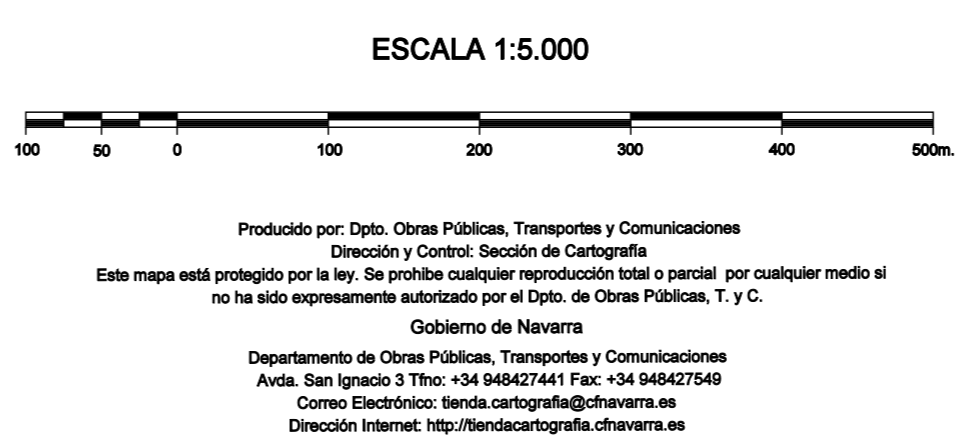 ESCALA 1:5.000
100 50 0 100 200 300 400 500m.
Producido por: Dpto. Obras Públicas, Transportes y Comunicaciones
Dirección y Control: Sección de Cartografía
Este mapa está protegido por la ley. Se prohibe cualquier reproducción total o parcial por cualquier medio si
no ha sido expresamente autorizado por el Dpto. de Obras Públicas, T. y C.
Gobierno de Navarra
Departamento de Obras Públicas, Transportes y Comunicaciones
Avda. San Ignacio 3 Tfno: +34 948427441 Fax: +34 948427549
Correo Electrónico: tienda.cartografia@cfnavarra.es
Dirección Internet: http://tiendacartografia.cfnavarra.es